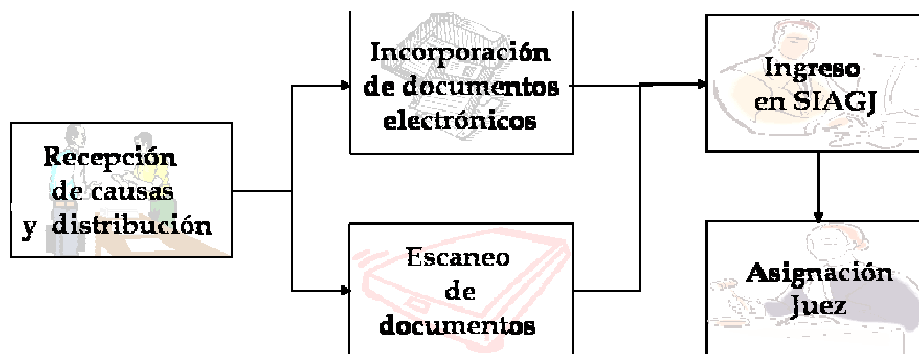 Recepción
de causas
y distribución
Incorporación
de documentos
electrónicos
Escaneo
de
documentos
Ingreso
en SIAGJ
Asignación
Juez